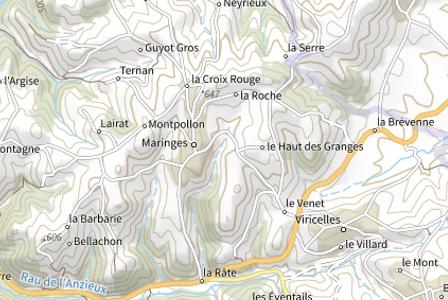 Neyrieux
500
Guyot Gros
la Serre
Ternan
l'Argise
la Croix Rouge
647
la Roche
Lairat
Montpollon
la Brévenne
Maringes
le Haut des Granges
ontagne
le Venet
la Barbarie
Viricelles
606
Bellachon
le Villard
le Mont
la Râte
rre
Rau de l'Anzieux
les Éventails